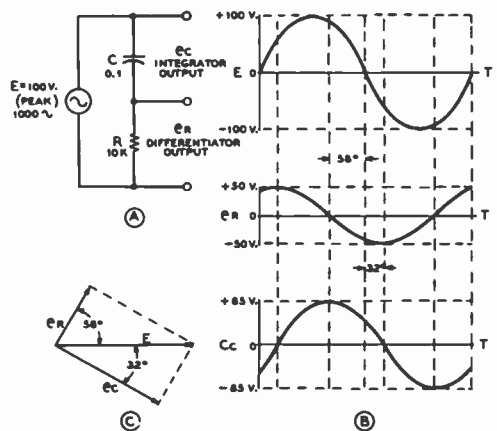 C
0.1
eC
INTEGRATOR
OUTPUT
E=100V.
(PEAK)
1000∿
R
10K
eR
DIFFERENTIATOR
OUTPUT
A
+100 V.
E 0
T
-100 V.
58°
+50 V.
eR 0
T
-50 V.
32°
+85 V.
Cc 0
T
-85 V.
B
eR
58°
E
32°
eC
C